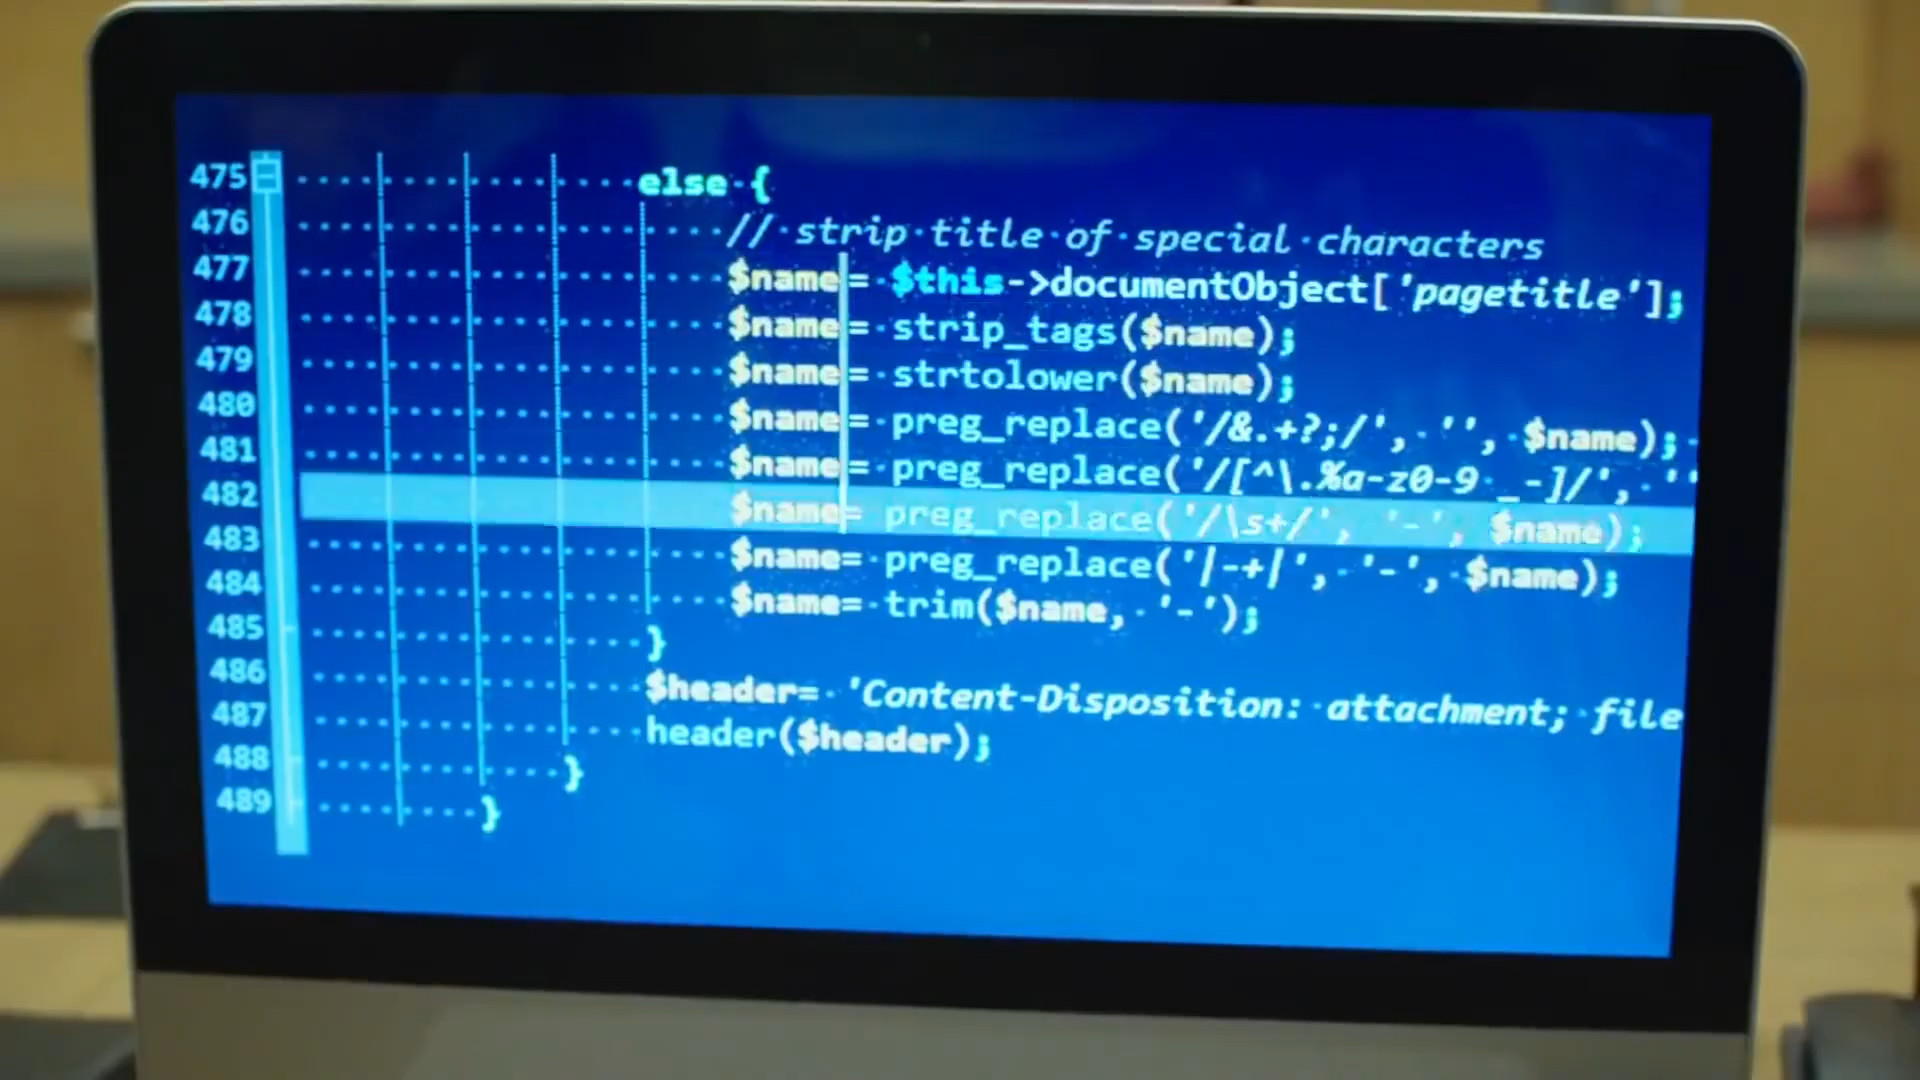 475 else {
476 // strip title of special characters
477 $name = $this->documentObject['pagetitle'];
478 $name = strip_tags($name);
479 $name = strtolower($name);
480 $name = preg_replace('/&.+?;/', '', $name);
481 $name = preg_replace('/[^\.%a-z0-9 _-]/', '
482 $name= preg_replace('/\s+/', '-', $name);
483 $name= preg_replace('|-+|', '-', $name);
484 $name= trim($name, '-');
485 }
486 $header= 'Content-Disposition: attachment; file
487 header($header);
488 }
489 }